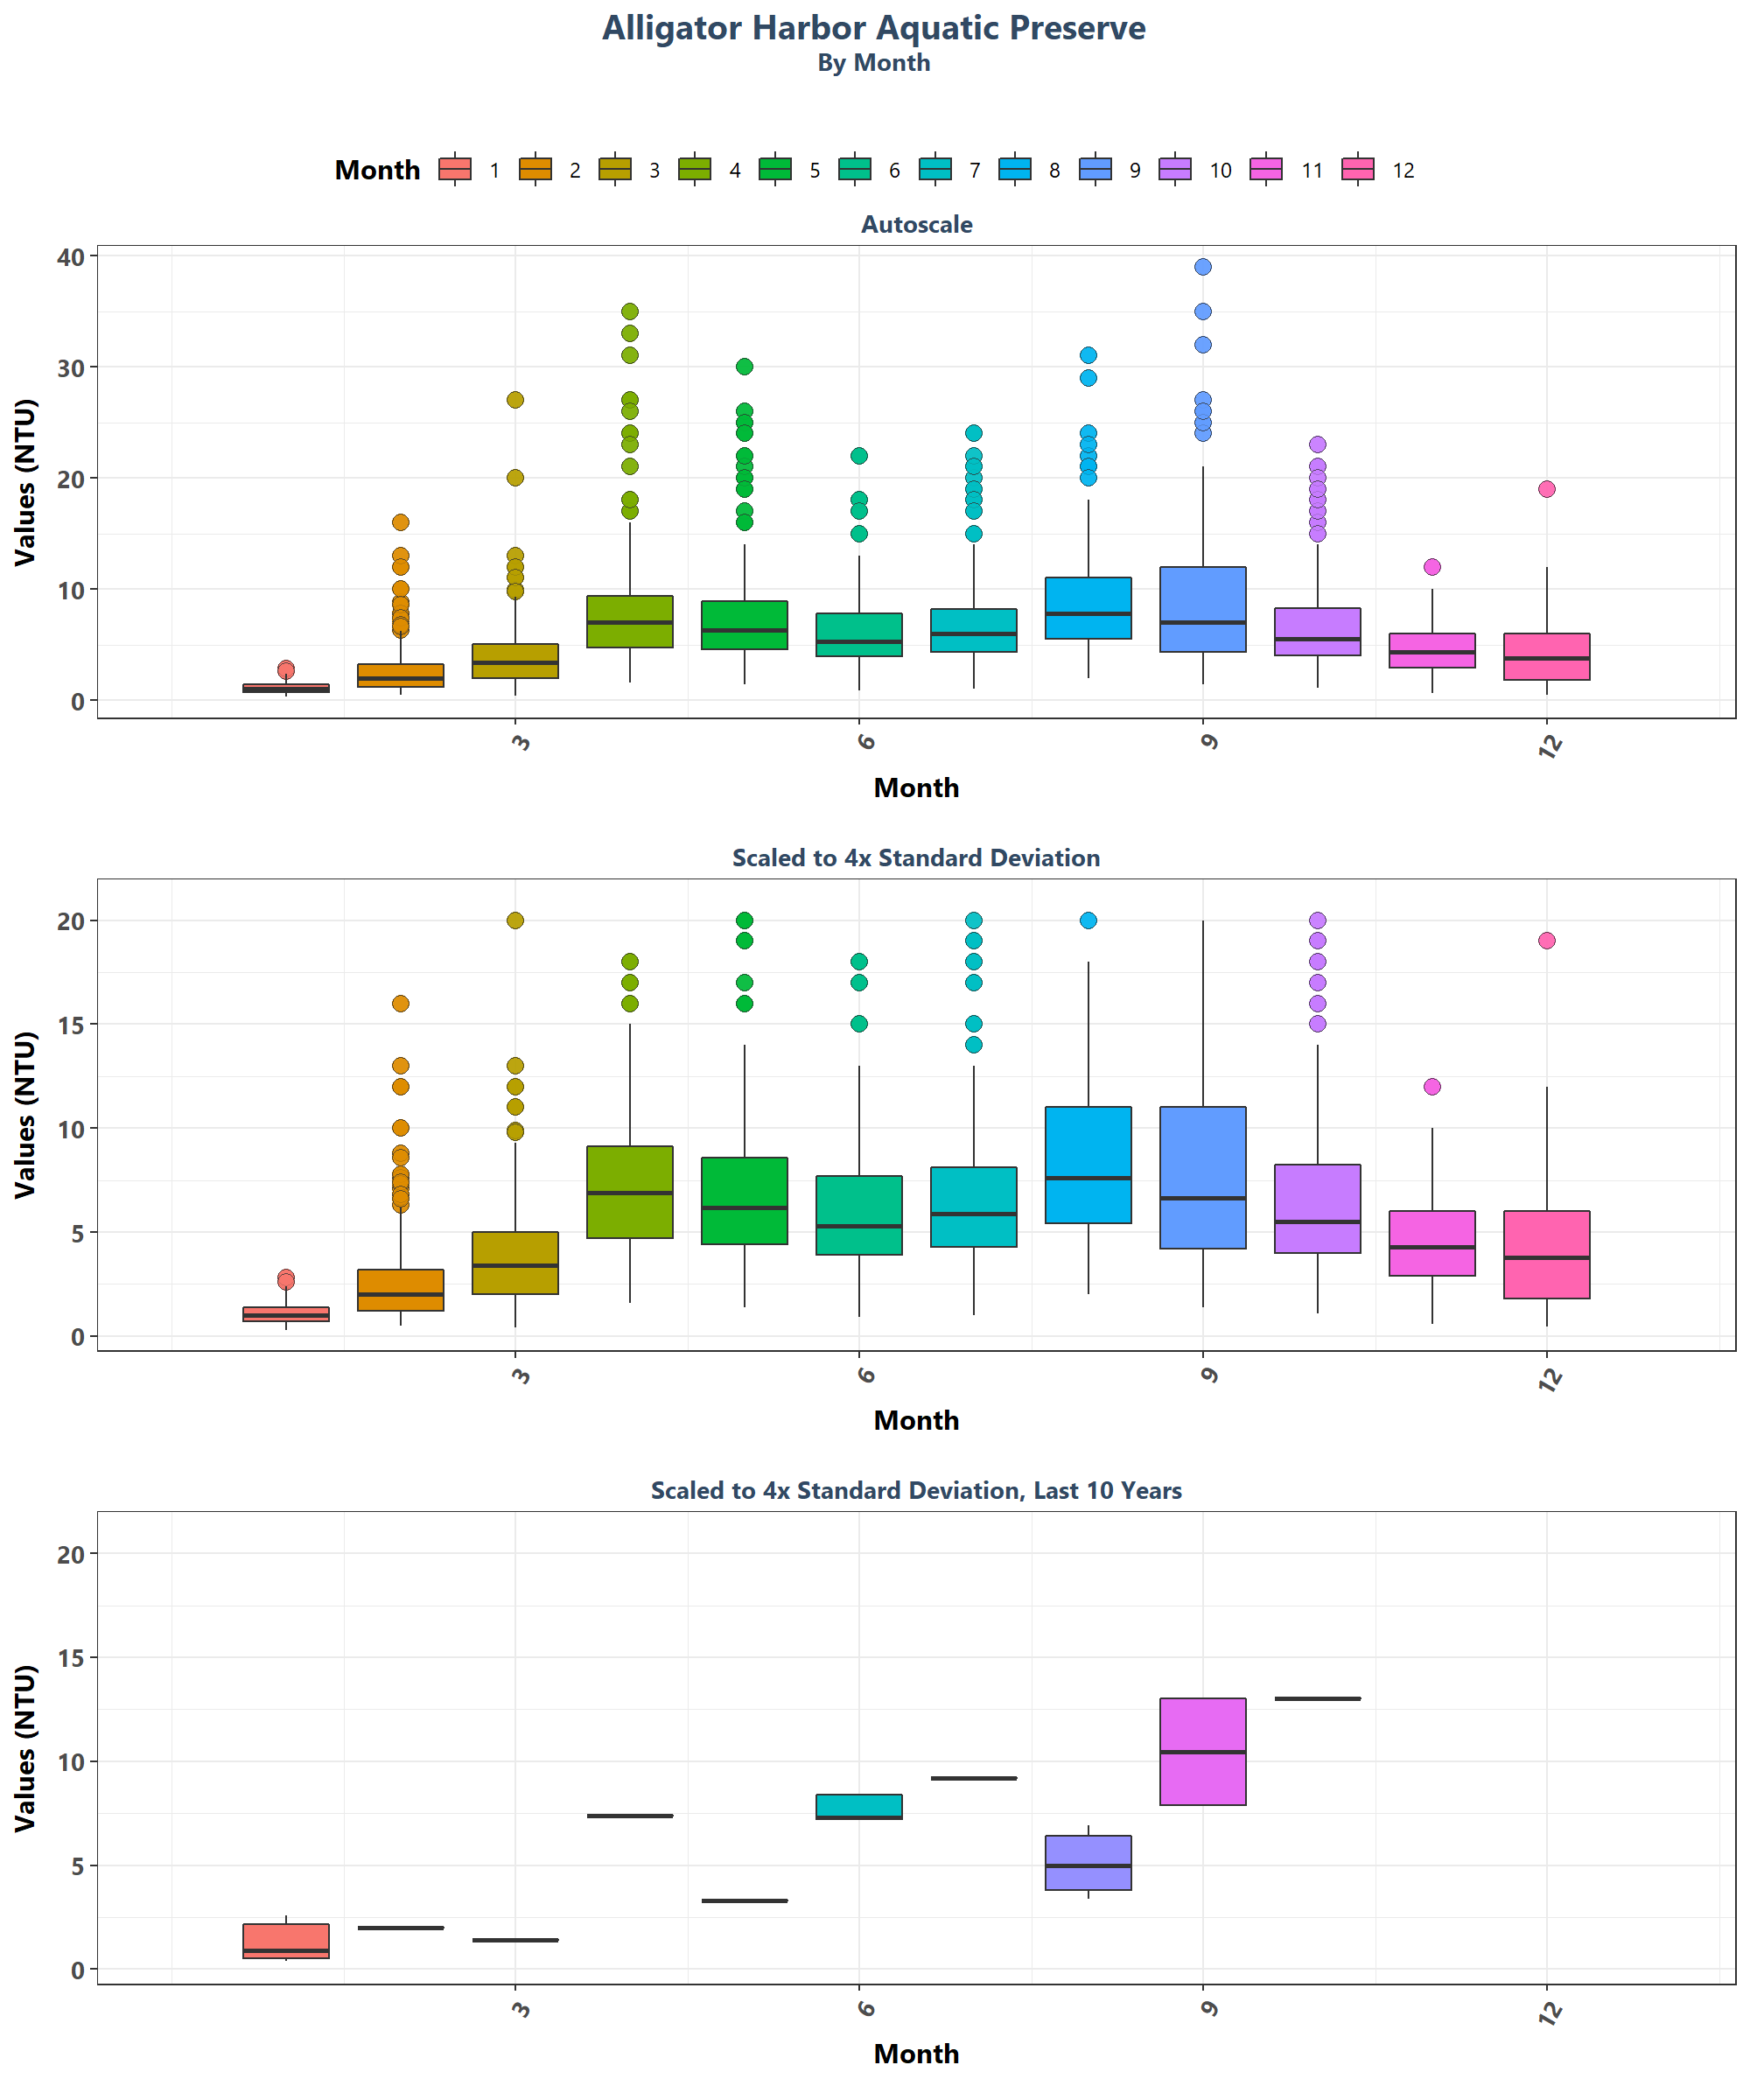 Alligator Harbor Aquatic Preserve
By Month
Month 1 2 3 4 5 6 7 8 9 10 11 12
Autoscale
Values (NTU)
40
30
20
10
0
3 6 9 12
Month
Scaled to 4x Standard Deviation
Values (NTU)
20
15
10
5
0
3 6 9 12
Month
Scaled to 4x Standard Deviation, Last 10 Years
Values (NTU)
20
15
10
5
0
3 6 9 12
Month